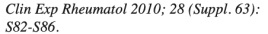 Clin Exp Rheumatol 2010; 28 (Suppl. 63):
S82-S86.